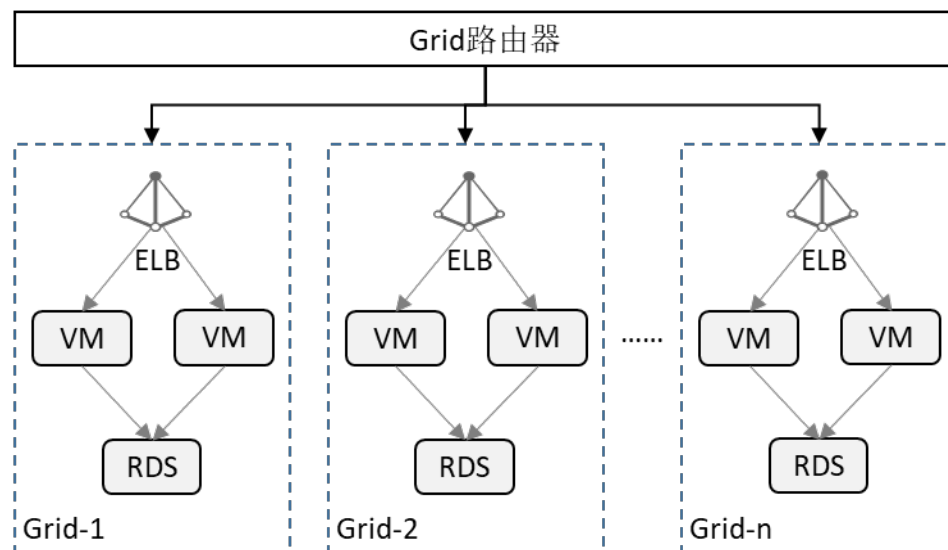 Grid路由器
ELB
ELB
ELB
VM
VM
VM
VM
......
VM
VM
RDS
RDS
RDS
Grid-1
Grid-2
Grid-n